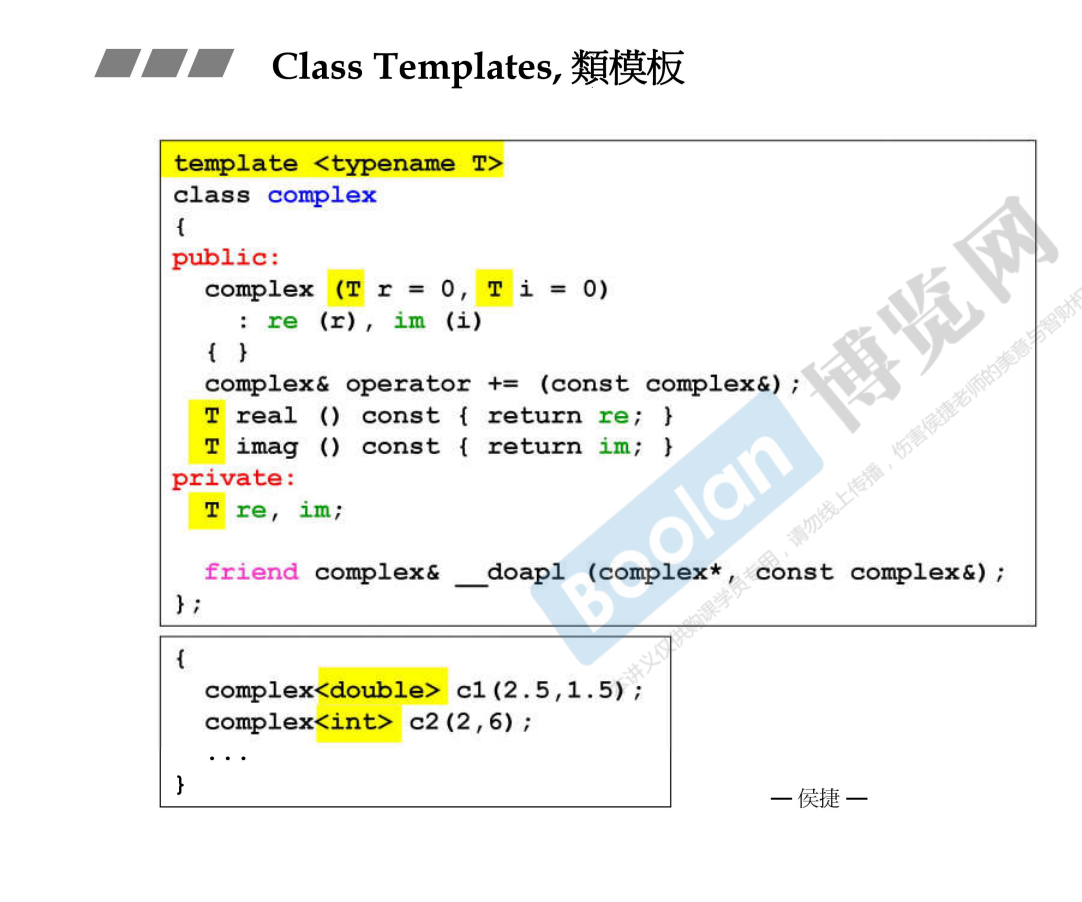 Class Templates, 類模板
template <typename T>
class complex
{
public:
  complex (T r = 0, T i = 0)
    : re (r), im (i)
  { }
  complex& operator += (const complex&);
  T real () const { return re; }
  T imag () const { return im; }
private:
  T re, im;
  friend complex& __doapl (complex*, const complex&);
};
{
  complex<double> c1(2.5,1.5);
  complex<int> c2(2,6);
  ...
}
— 侯捷 —
Boolan 博览网
本讲义仅供购课学员专用，请勿线上传播，伤害侯捷老师的美意与智财